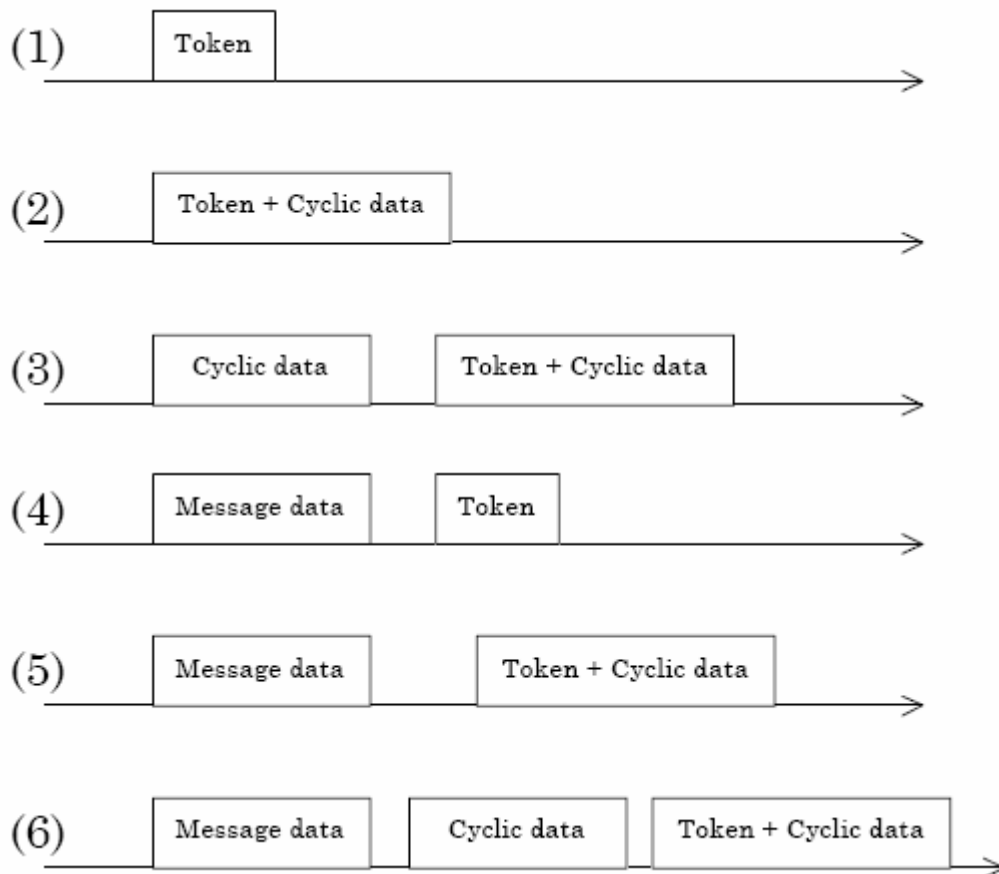 (1) Token
(2) Token + Cyclic data
(3) Cyclic data Token + Cyclic data
(4) Message data Token
(5) Message data Token + Cyclic data
(6) Message data Cyclic data Token + Cyclic data